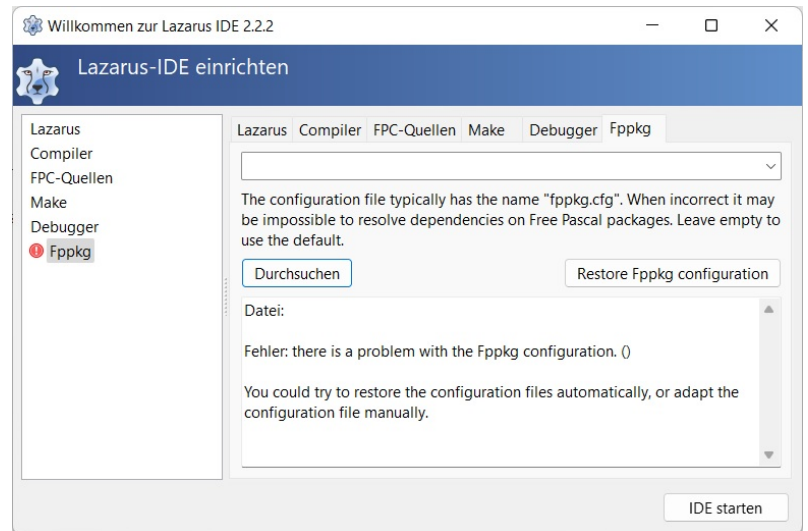 Willkommen zur Lazarus IDE 2.2.2
Lazarus-IDE einrichten
Lazarus
Compiler
FPC-Quellen
Make
Debugger
Fppkg
Lazarus Compiler FPC-Quellen Make Debugger Fppkg
The configuration file typically has the name "fppkg.cfg". When incorrect it may
be impossible to resolve dependencies on Free Pascal packages. Leave empty to
use the default.
Durchsuchen Restore Fppkg configuration
Datei:
Fehler: there is a problem with the Fppkg configuration. ()
You could try to restore the configuration files automatically, or adapt the
configuration file manually.
IDE starten